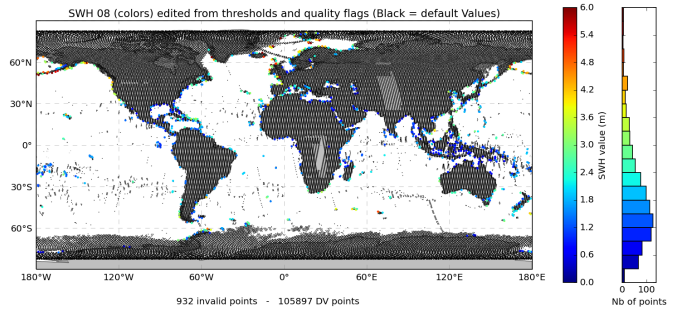 SWH 08 (colors) edited from thresholds and quality flags (Black = default Values)
60°N
30°N
0°
30°S
60°S
180°W
120°W
60°W
0°
60°E
120°E
180°E
932 invalid points - 105897 DV points
6.0
5.4
4.8
4.2
3.6
3.0
2.4
1.8
1.2
0.6
0.0
SWH value (m)
0
100
Nb of points